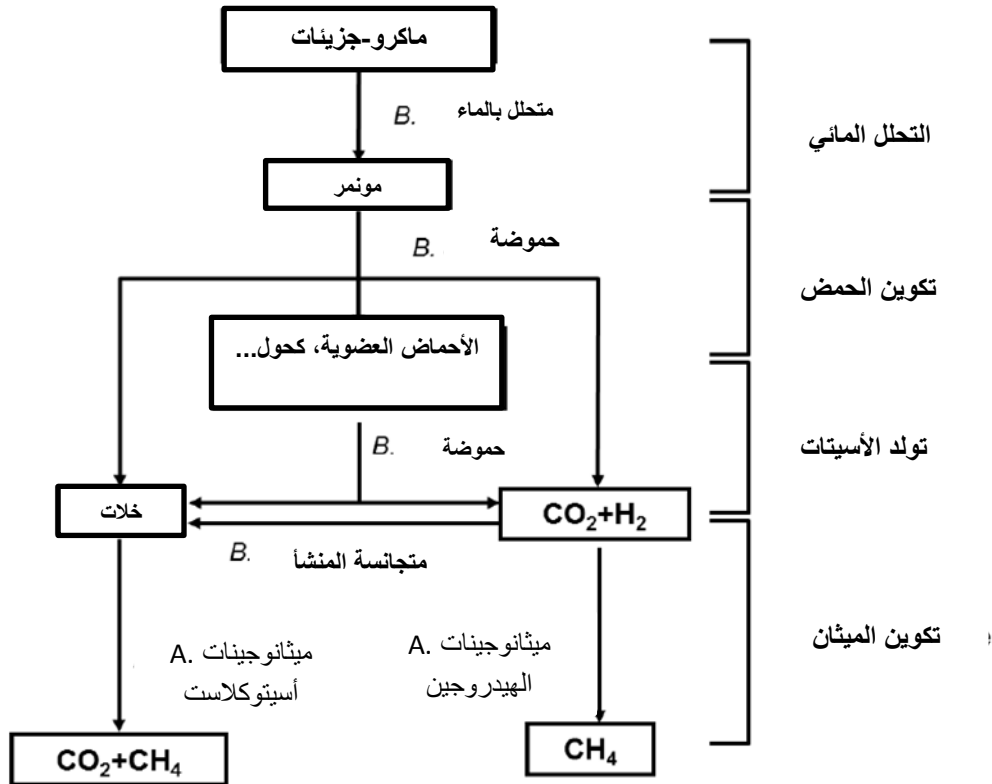 ماكرو-جزيئات
B. متحلل بالماء
التحلل المائي
مونمر
B. حموضة
تكوين الحمض
الأحماض العضوية، كحول...
B. حموضة
تولد الأسيتات
خلات
CO₂+H₂
B. متجانسة المنشأ
تكوين الميثان
A. ميثانوجينات
أسيتوكلاست
A. ميثانوجينات
الهيدروجين
CO₂+CH₄
CH₄